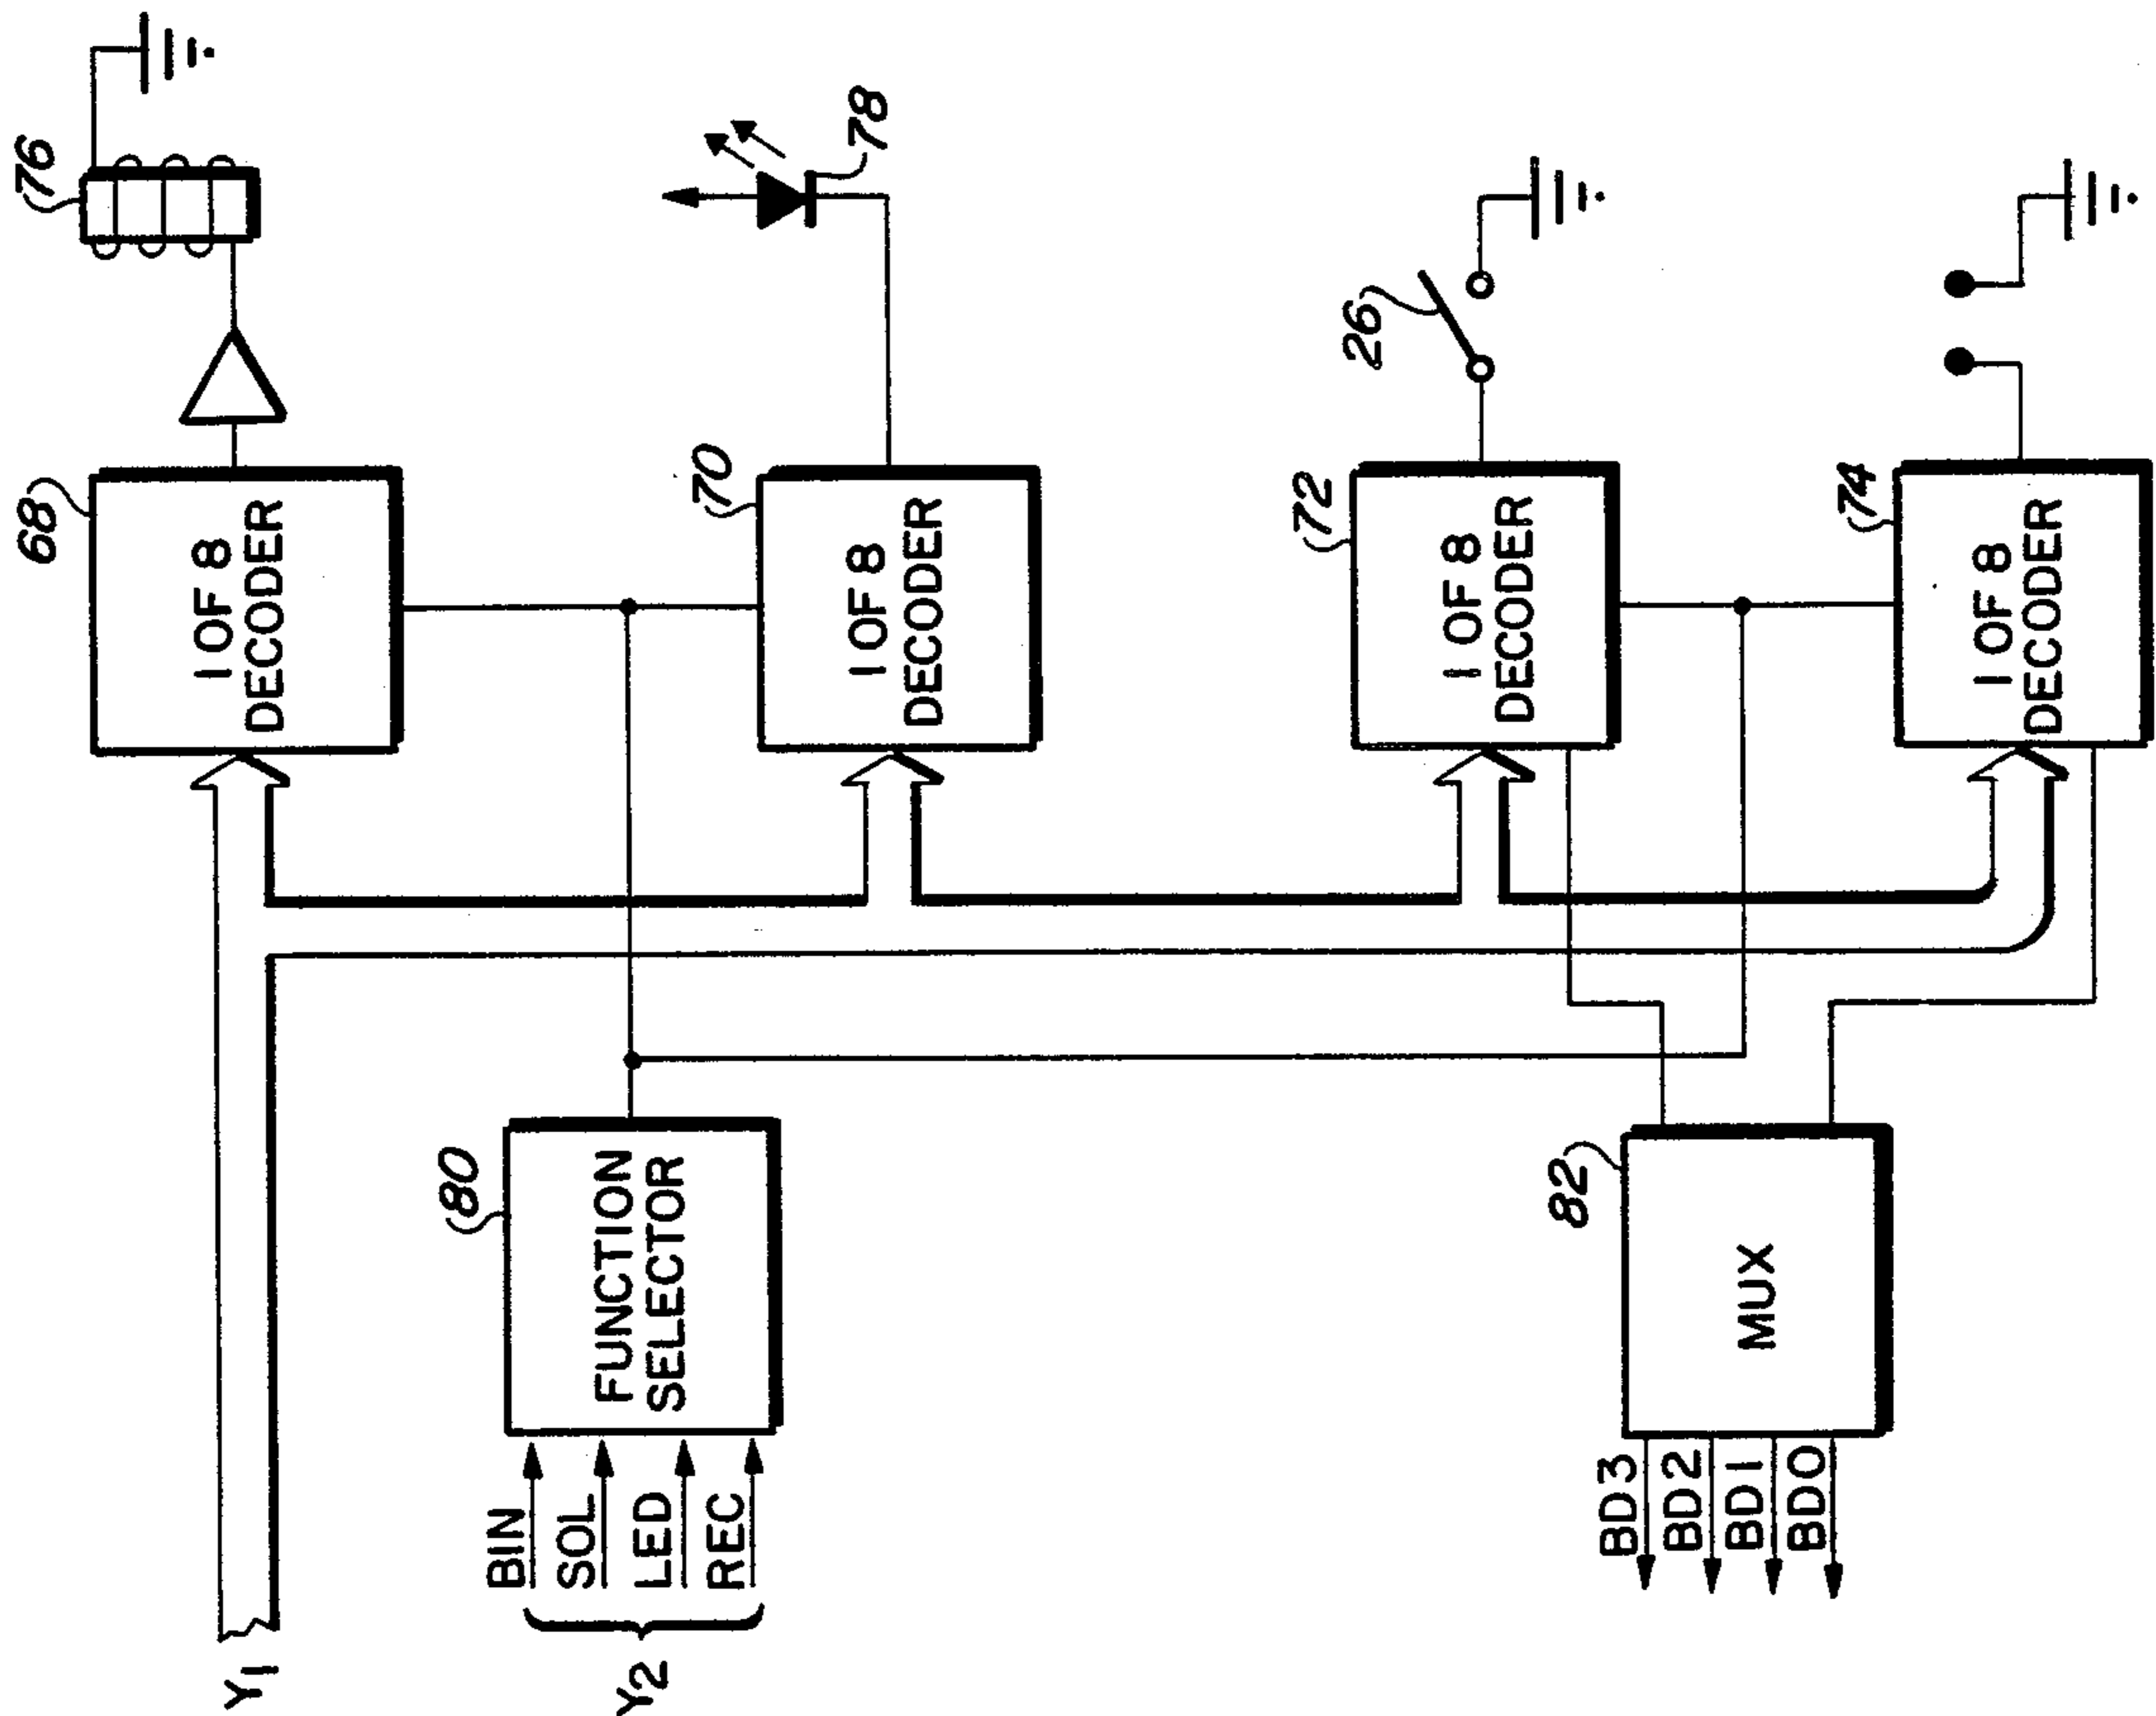 76
68
1 OF 8
DECODER
78
70
1 OF 8
DECODER
26
72
1 OF 8
DECODER
74
1 OF 8
DECODER
80
FUNCTION
SELECTOR
82
MUX
BIN
SOL
LED
REC
BD3
BD2
BD1
BD0
Y1
Y2